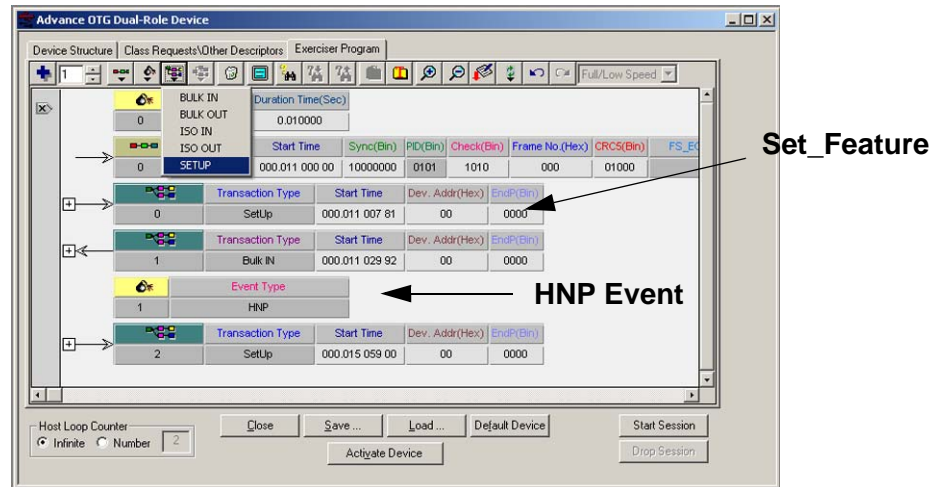 Advance OTG Dual-Role Device
Device Structure Class Requests\Other Descriptors Exerciser Program
1 Full/Low Speed
BULK IN
BULK OUT
ISO IN
ISO OUT
SETUP
Duration Time(Sec)
0 0.010000
Start Time Sync(Bin) PID(Bin) Check(Bin) Frame No.(Hex) CRC5(Bin)
0 000.011 000 00 10000000 0101 1010 000 01000
Set_Feature
Transaction Type Start Time Dev. Addr(Hex) EndP(Bin)
0 SetUp 000.011 007 81 00 0000
Transaction Type Start Time Dev. Addr(Hex) EndP(Bin)
1 Bulk IN 000.011 029 92 00 0000
Event Type
1 HNP
HNP Event
Transaction Type Start Time Dev. Addr(Hex) EndP(Bin)
2 SetUp 000.015 059 00 00 0000
Host Loop Counter
Infinite Number 2
Close Save ... Load ... Default Device Start Session
Activate Device Drop Session